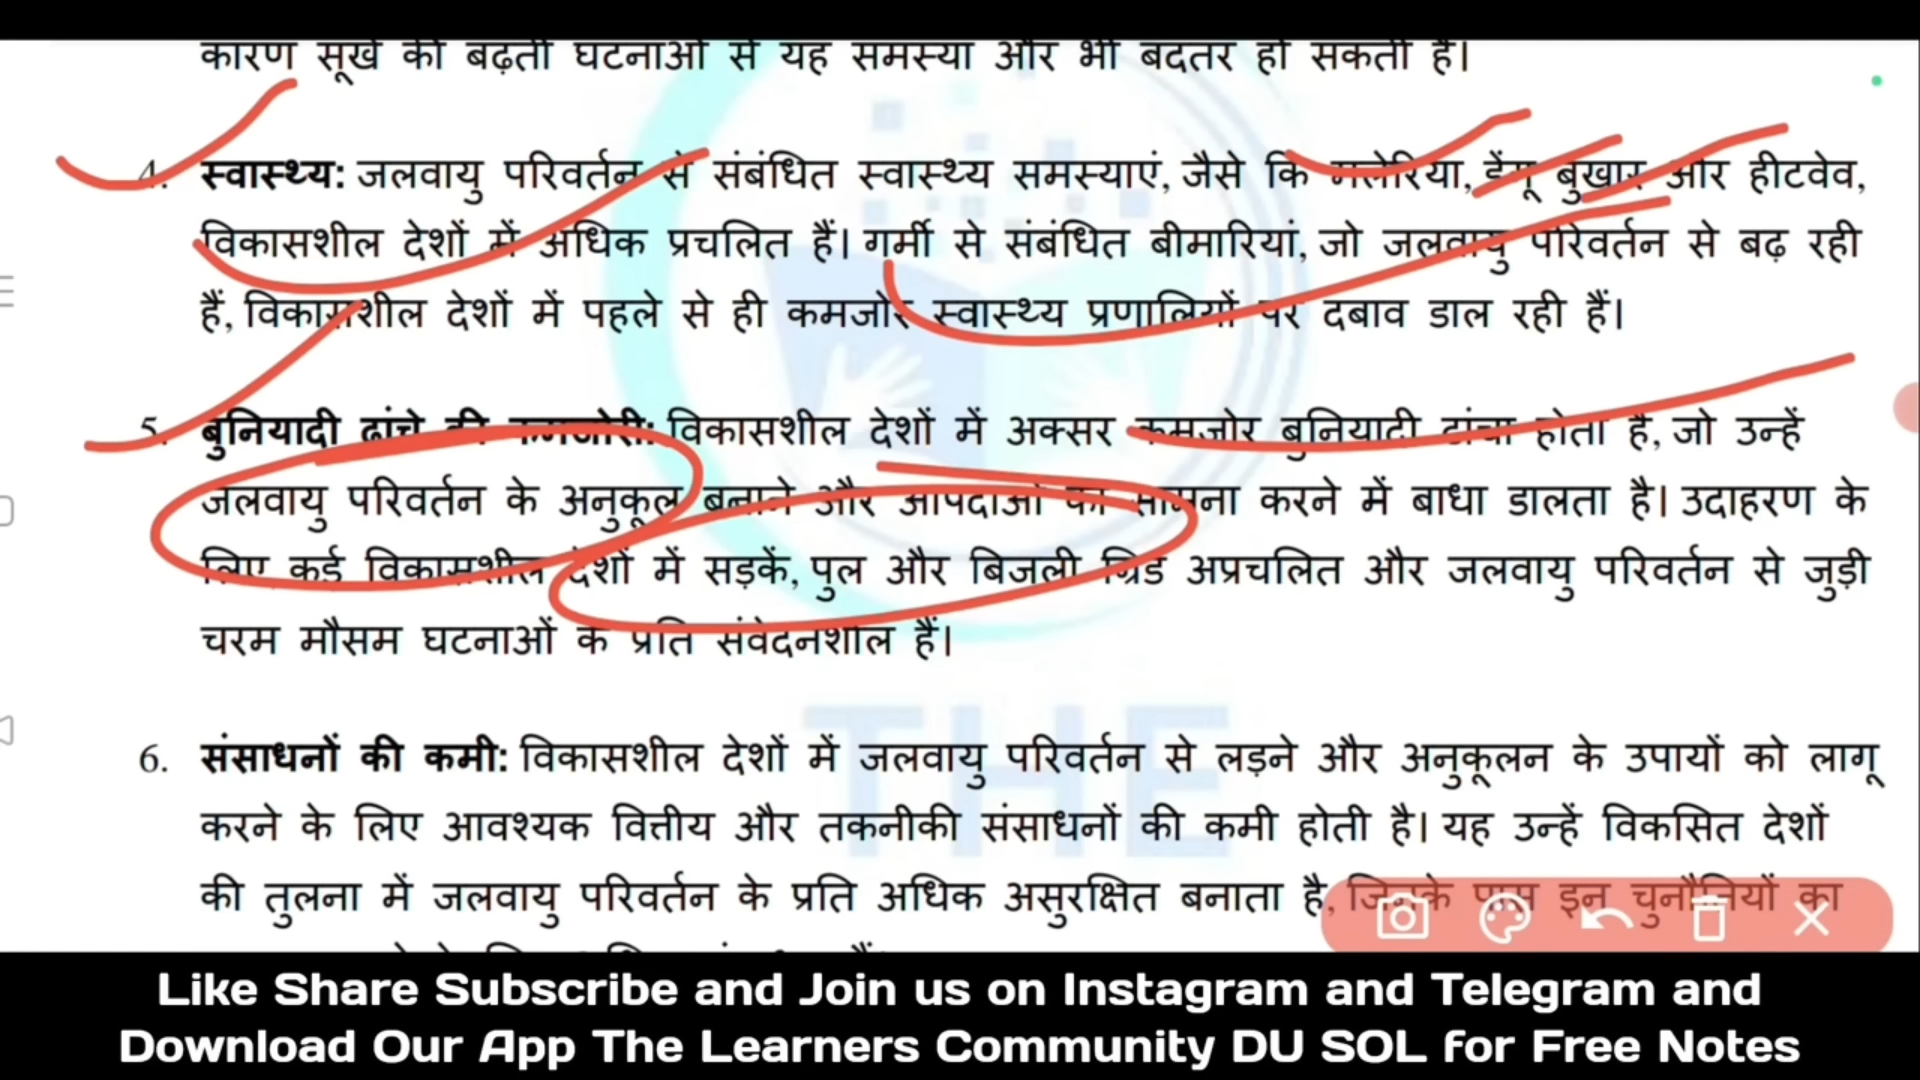 कारण सूखे की बढ़ती घटनाओं से यह समस्या और भी बदतर हो सकती है।
4. स्वास्थ्य: जलवायु परिवर्तन से संबंधित स्वास्थ्य समस्याएं, जैसे कि मलेरिया, डेंगू बुखार और हीटवेव,
विकासशील देशों में अधिक प्रचलित हैं। गर्मी से संबंधित बीमारियां, जो जलवायु परिवर्तन से बढ़ रही
हैं, विकासशील देशों में पहले से ही कमजोर स्वास्थ्य प्रणालियों पर दबाव डाल रही हैं।
5. बुनियादी ढांचे की कमजोरी: विकासशील देशों में अक्सर कमजोर बुनियादी ढांचा होता है, जो उन्हें
जलवायु परिवर्तन के अनुकूल बनाने और आपदाओं का सामना करने में बाधा डालता है। उदाहरण के
लिए कई विकासशील देशों में सड़कें, पुल और बिजली ग्रिड अप्रचलित और जलवायु परिवर्तन से जुड़ी
चरम मौसम घटनाओं के प्रति संवेदनशील हैं।
THE
6. संसाधनों की कमी: विकासशील देशों में जलवायु परिवर्तन से लड़ने और अनुकूलन के उपायों को लागू
करने के लिए आवश्यक वित्तीय और तकनीकी संसाधनों की कमी होती है। यह उन्हें विकसित देशों
की तुलना में जलवायु परिवर्तन के प्रति अधिक असुरक्षित बनाता है, जिनके पास इन चुनौतियों का
Like Share Subscribe and Join us on Instagram and Telegram and
Download Our App The Learners Community DU SOL for Free Notes